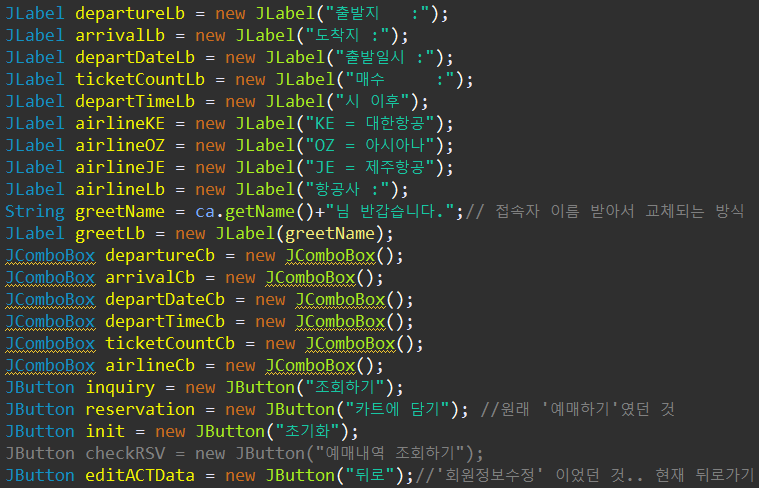 JLabel departureLb = new JLabel("출발지   :");
JLabel arrivalLb = new JLabel("도착지 :");
JLabel departDateLb = new JLabel("출발일시 :");
JLabel ticketCountLb = new JLabel("매수     :");
JLabel departTimeLb = new JLabel("시 이후");
JLabel airlineKE = new JLabel("KE = 대한항공");
JLabel airlineOZ = new JLabel("OZ = 아시아나");
JLabel airlineJE = new JLabel("JE = 제주항공");
JLabel airlineLb = new JLabel("항공사 :");
String greetName = ca.getName()+"님 반갑습니다.";// 접속자 이름 받아서 교체되는 방식
JLabel greetLb = new JLabel(greetName);
JComboBox departureCb = new JComboBox();
JComboBox arrivalCb = new JComboBox();
JComboBox departDateCb = new JComboBox();
JComboBox departTimeCb = new JComboBox();
JComboBox ticketCountCb = new JComboBox();
JComboBox airlineCb = new JComboBox();
JButton inquiry = new JButton("조회하기");
JButton reservation = new JButton("카트에 담기"); //원래 '예매하기'였던 것
JButton init = new JButton("초기화");
JButton checkRSV = new JButton("예매내역 조회하기");
JButton editACTData = new JButton("뒤로");//'회원정보수정' 이었던 것.. 현재 뒤로가기